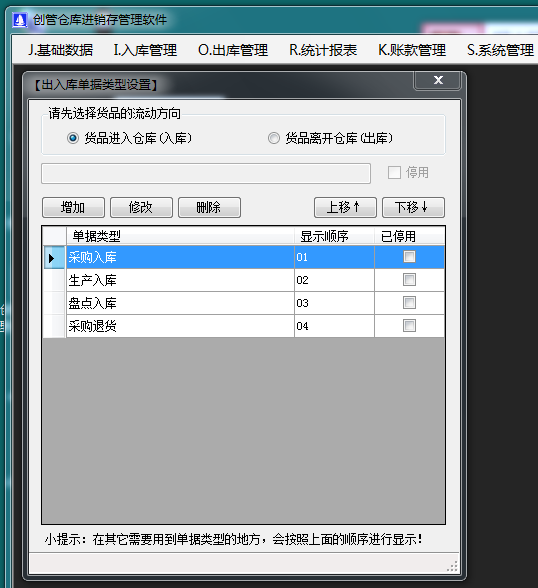 创管仓库进销存管理软件
J.基础数据 I.入库管理 O.出库管理 R.统计报表 K.账款管理 S.系统管理
【出入库单据类型设置】
请先选择货品的流动方向
货品进入仓库(入库) 货品离开仓库(出库)
停用
增加 修改 删除 上移↑ 下移↓
单据类型 显示顺序 已停用
采购入库 01
生产入库 02
盘点入库 03
采购退货 04
小提示：在其它需要用到单据类型的地方，会按照上面的顺序进行显示！